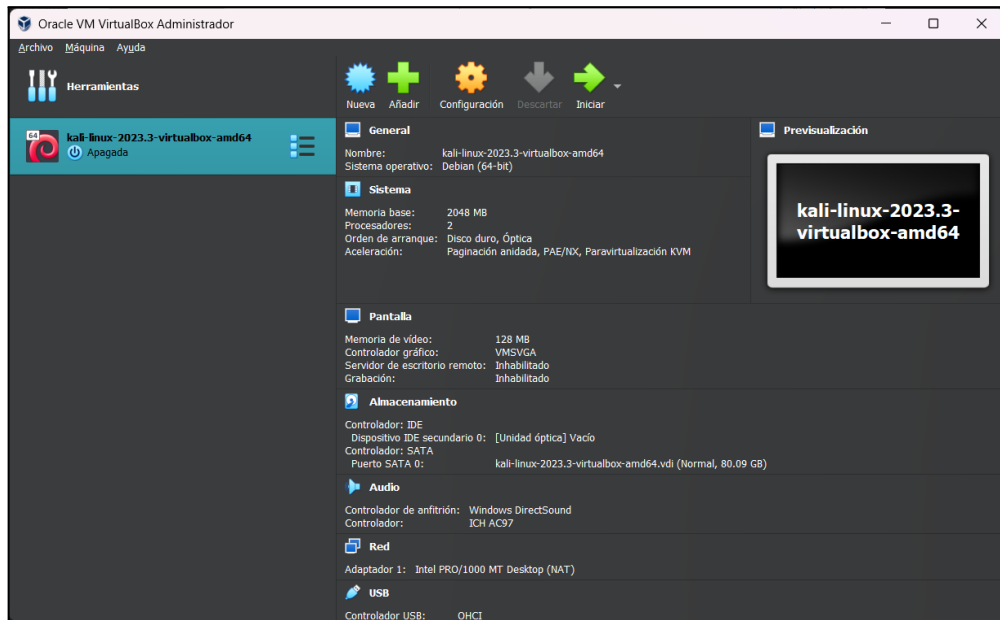 Oracle VM VirtualBox Administrador
Archivo Máquina Ayuda
Herramientas
Nueva Añadir Configuración Descartar Iniciar
64
kali-linux-2023.3-virtualbox-amd64
Apagada
General
Nombre: kali-linux-2023.3-virtualbox-amd64
Sistema operativo: Debian (64-bit)
Sistema
Memoria base: 2048 MB
Procesadores: 2
Orden de arranque: Disco duro, Óptica
Aceleración: Paginación anidada, PAE/NX, Paravirtualización KVM
Previsualización
kali-linux-2023.3-
virtualbox-amd64
Pantalla
Memoria de vídeo: 128 MB
Controlador gráfico: VMSVGA
Servidor de escritorio remoto: Inhabilitado
Grabación: Inhabilitado
Almacenamiento
Controlador: IDE
Dispositivo IDE secundario 0: [Unidad óptica] Vacío
Controlador: SATA
Puerto SATA 0: kali-linux-2023.3-virtualbox-amd64.vdi (Normal, 80.09 GB)
Audio
Controlador de anfitrión: Windows DirectSound
Controlador: ICH AC97
Red
Adaptador 1: Intel PRO/1000 MT Desktop (NAT)
USB
Controlador USB: OHCI